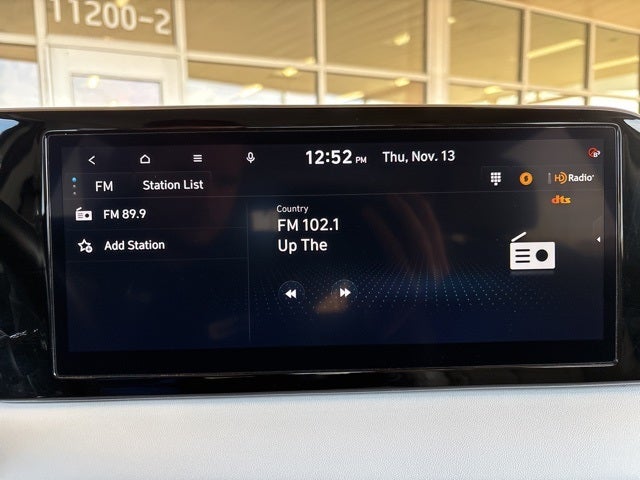 11200-2
12:52 PM Thu, Nov. 13
FM Station List HD Radio
dts
FM 89.9
Add Station
Country
FM 102.1
Up The